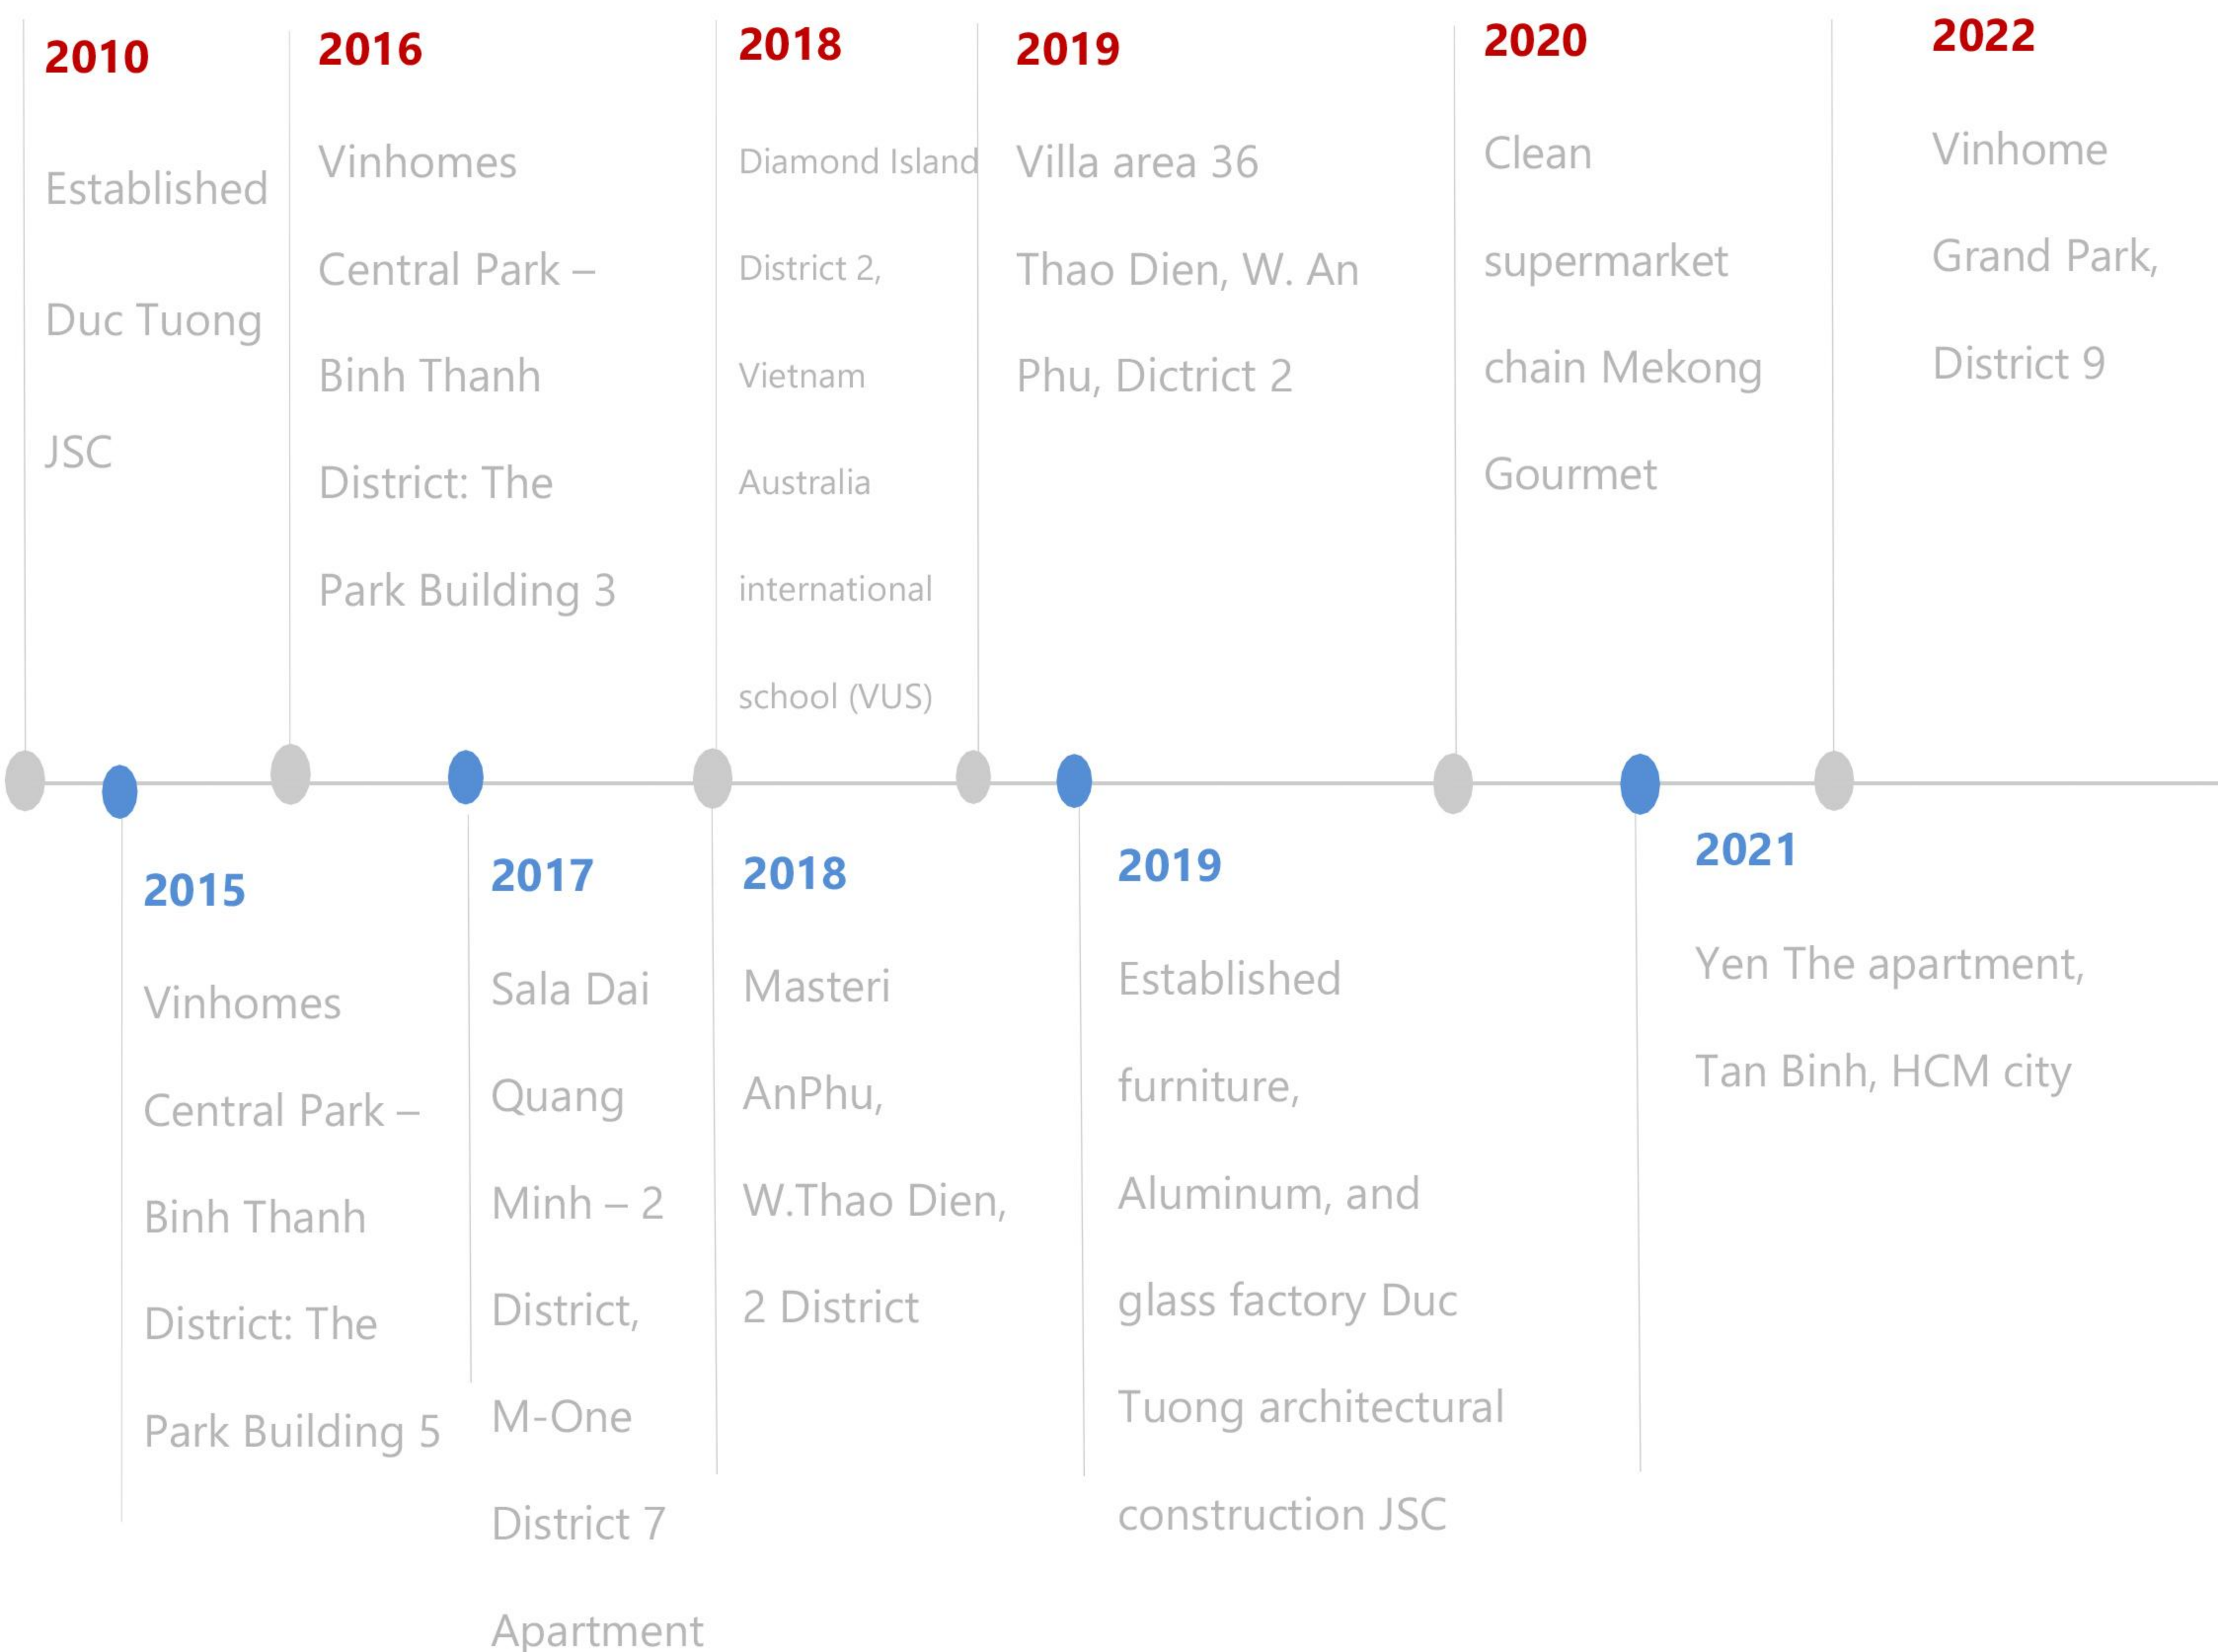 2010
Established
Duc Tuong
JSC
2016
Vinhomes
Central Park –
Binh Thanh
District: The
Park Building 3
2018
Diamond Island
District 2,
Vietnam
Australia
international
school (VUS)
2019
Villa area 36
Thao Dien, W. An
Phu, Dictrict 2
2020
Clean
supermarket
chain Mekong
Gourmet
2022
Vinhome
Grand Park,
District 9
2015
Vinhomes
Central Park –
Binh Thanh
District: The
Park Building 5
2017
Sala Dai
Quang
Minh – 2
District,
M-One
District 7
Apartment
2018
Masteri
AnPhu,
W.Thao Dien,
2 District
2019
Established
furniture,
Aluminum, and
glass factory Duc
Tuong architectural
construction JSC
2021
Yen The apartment,
Tan Binh, HCM city